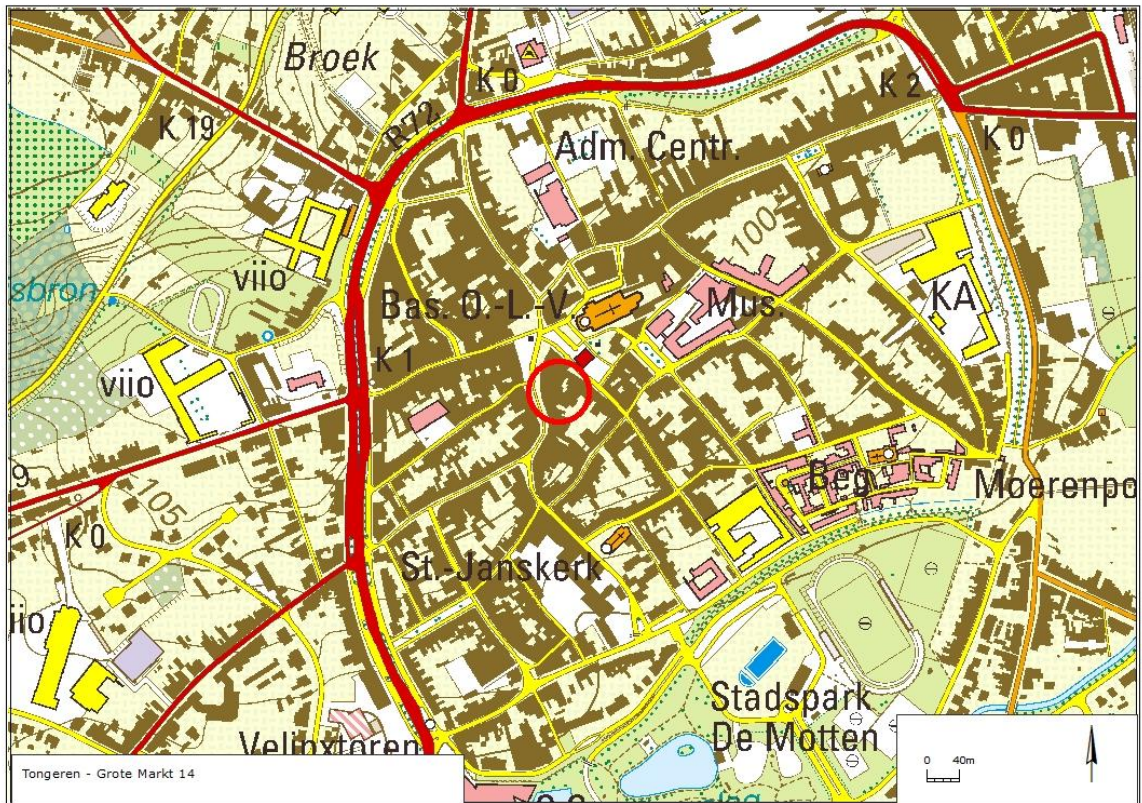 Broek
K 0
K 2
K 19
R72
Adm. Centr.
K 0
100
sbron
viio
Bas. O.-L.-V.
Mus.
KA
K 1
viio
9
Beg.
Moerenpo
105
K 0
St.-Janskerk
iio
Stadspark
De Motten
Velinxtoren
0 40m
Tongeren - Grote Markt 14